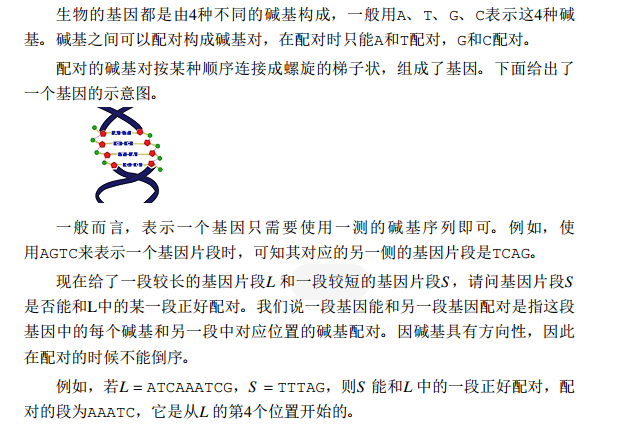 生物的基因都是由4种不同的碱基构成，一般用A、T、G、C表示这4种碱
基。碱基之间可以配对构成碱基对，在配对时只能A和T配对，G和C配对。
配对的碱基对按某种顺序连接成螺旋的梯子状，组成了基因。下面给出了
一个基因的示意图。
一般而言，表示一个基因只需要使用一测的碱基序列即可。例如，使
用AGTC来表示一个基因片段时，可知其对应的另一侧的基因片段是TCAG。
现在给了一段较长的基因片段L 和一段较短的基因片段S，请问基因片段S
是否能和L中的某一段正好配对。我们说一段基因能和另一段基因配对是指这段
基因中的每个碱基和另一段中对应位置的碱基配对。因碱基具有方向性，因此
在配对的时候不能倒序。
例如，若L = ATCAAATCG，S = TTTAG，则S 能和L 中的一段正好配对，配
对的段为AAATC，它是从L 的第4个位置开始的。